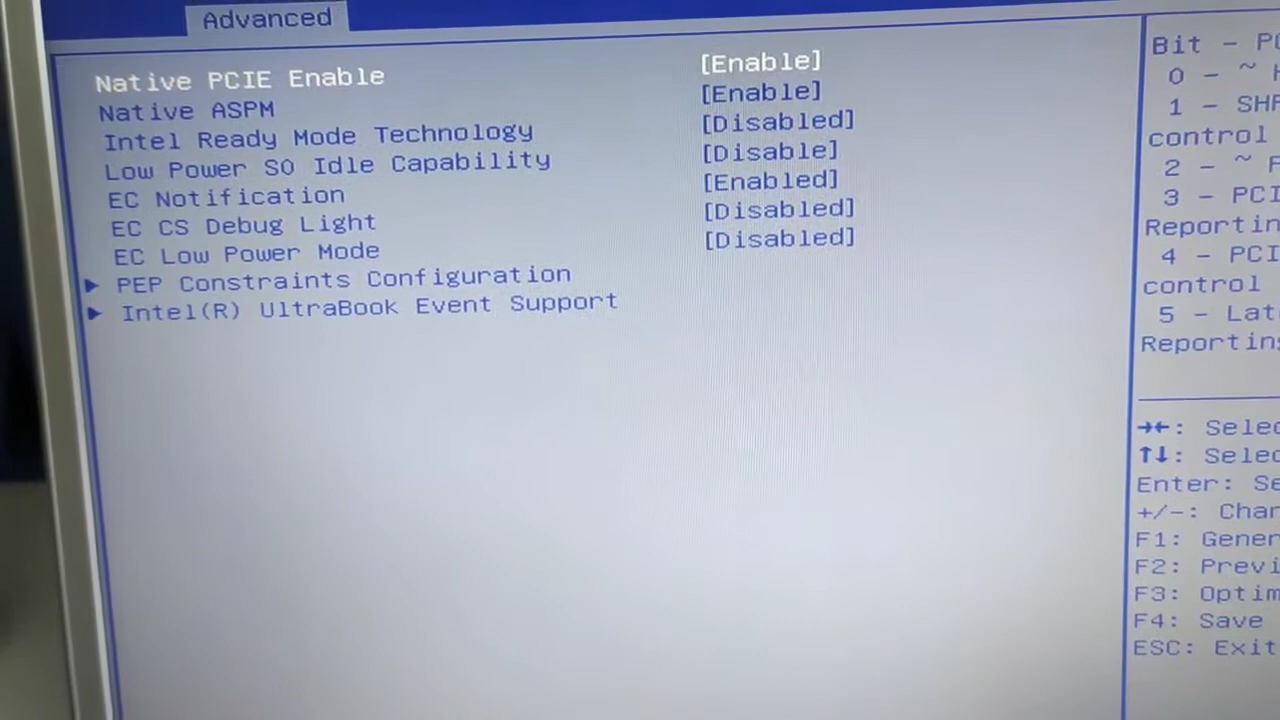 Advanced
Native PCIE Enable [Enable]
Native ASPM [Enable]
Intel Ready Mode Technology [Disabled]
Low Power S0 Idle Capability [Disable]
EC Notification [Enabled]
EC CS Debug Light [Disabled]
EC Low Power Mode [Disabled]
▶ PEP Constraints Configuration
▶ Intel(R) UltraBook Event Support
Bit -
0 - ~
1 -
control
2 - ~
3 -
4 -
control
5 -
→←:
↑↓:
Enter:
+/-:
F1:
F2:
F3:
F4: Save
ESC: Exit